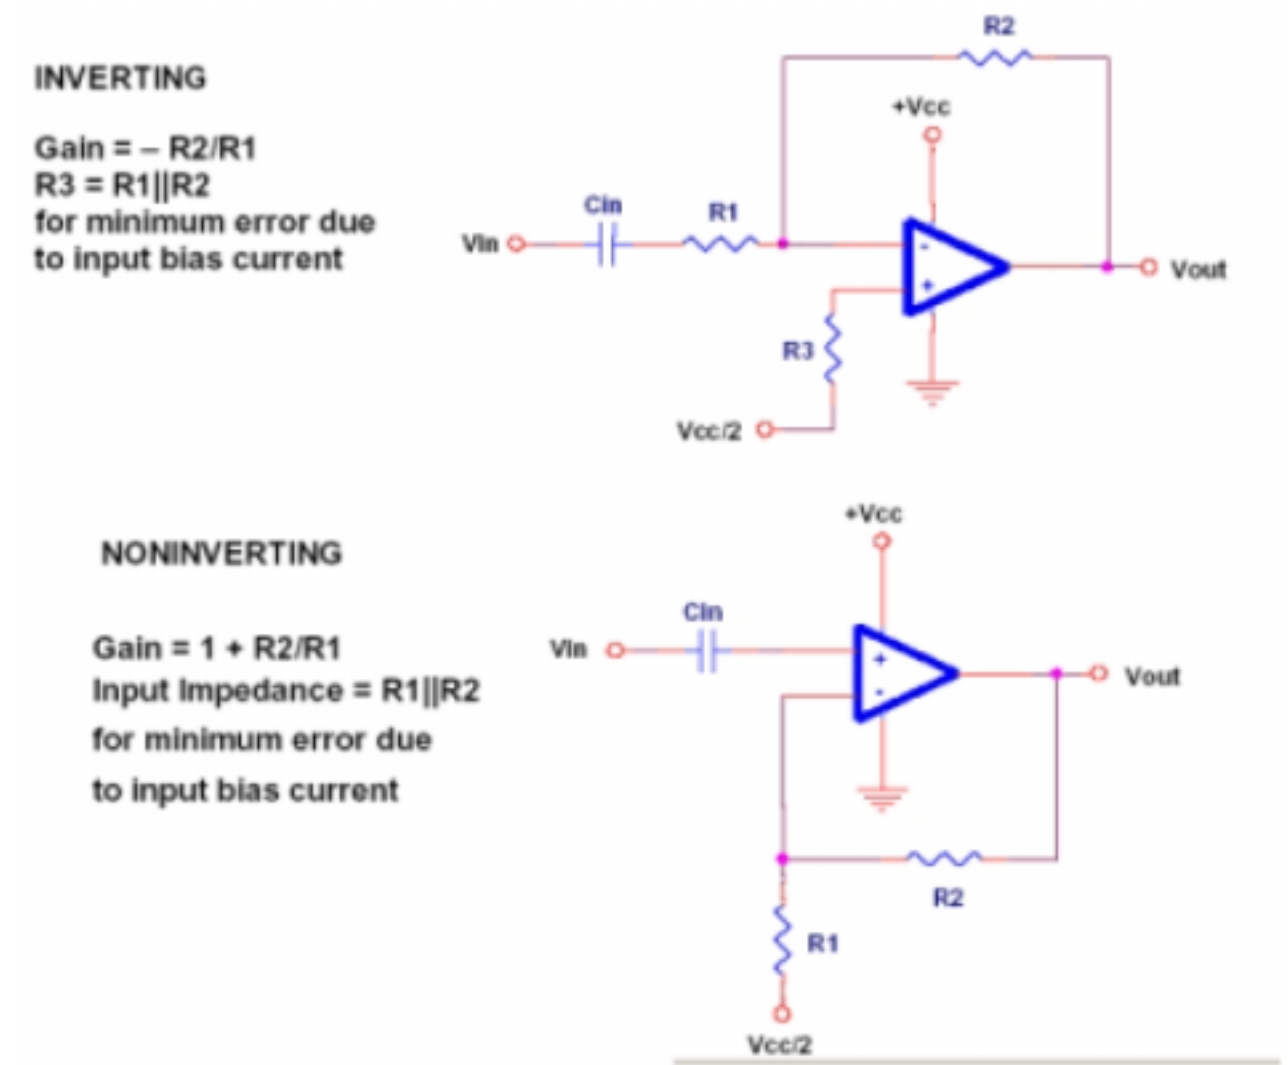 INVERTING
Gain = – R2/R1
R3 = R1||R2
for minimum error due
to input bias current
R2
+Vcc
Cin
R1
Vin
-
+
Vout
R3
Vcc/2
NONINVERTING
Gain = 1 + R2/R1
Input Impedance = R1||R2
for minimum error due
to input bias current
+Vcc
Cin
Vin
+
-
Vout
R2
R1
Vcc/2